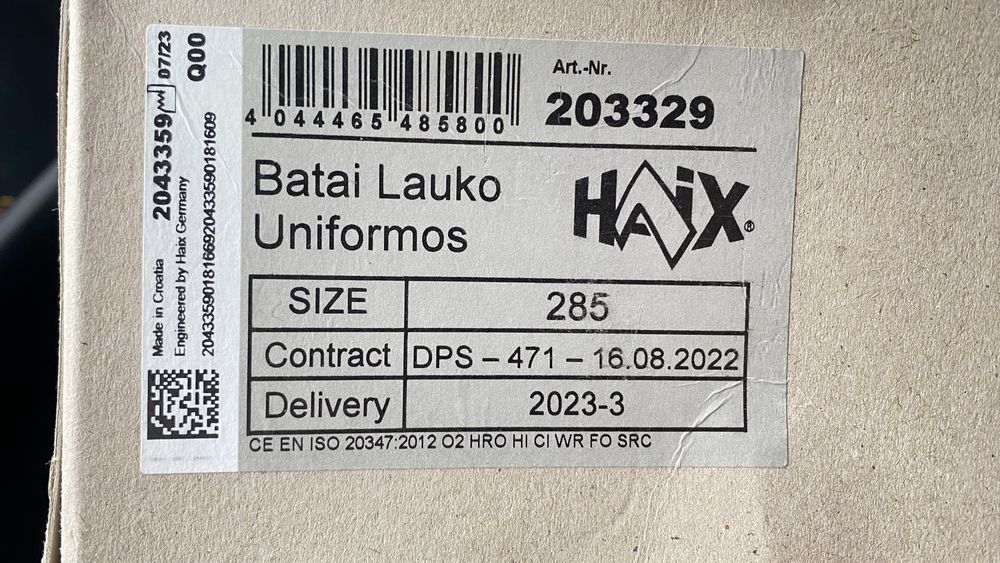 4 044465 485800
Art.-Nr.
203329
Batai Lauko
Uniformos
HAiX®
SIZE 285
Contract DPS – 471 – 16.08.2022
Delivery 2023-3
CE EN ISO 20347:2012 O2 HRO HI CI WR FO SRC
Made in Croatia 2043359 07/23
Engineered by Haix Germany Q00
2043359018166920433590181609